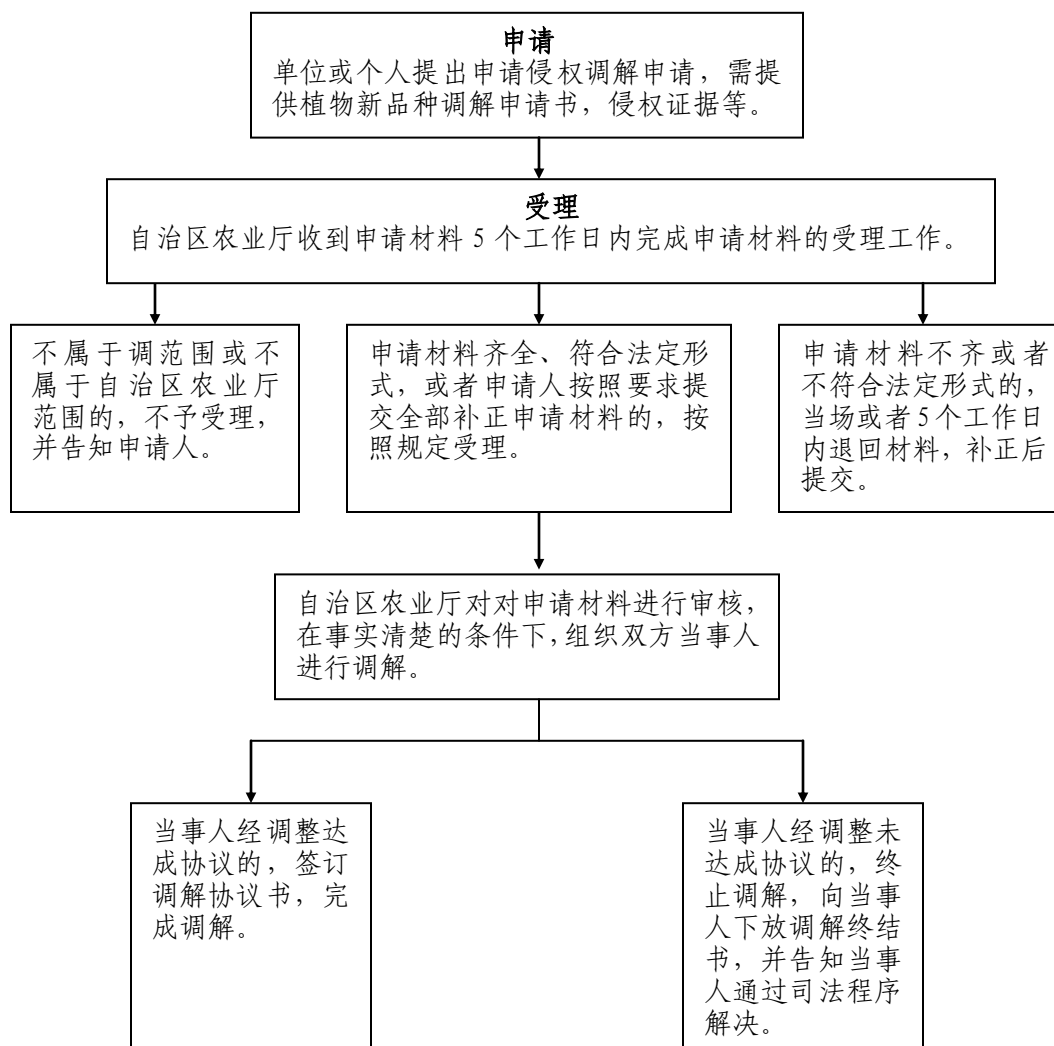 申请
单位或个人提出申请侵权调解申请，需提
供植物新品种调解申请书，侵权证据等。
受理
自治区农业厅收到申请材料 5 个工作日内完成申请材料的受理工作。
不属于调范围或不
属于自治区农业厅
范围的，不予受理，
并告知申请人。
申请材料齐全、符合法定形
式，或者申请人按照要求提
交全部补正申请材料的，按
照规定受理。
申请材料不齐或者
不符合法定形式的，
当场或者5个工作日
内退回材料，补正后
提交。
自治区农业厅对对申请材料进行审核，
在事实清楚的条件下，组织双方当事人
进行调解。
当事人经调整达
成协议的，签订
调解协议书，完
成调解。
当事人经调整未
达成协议的，终
止调解，向当事
人下放调解终结
书，并告知当事
人通过司法程序
解决。